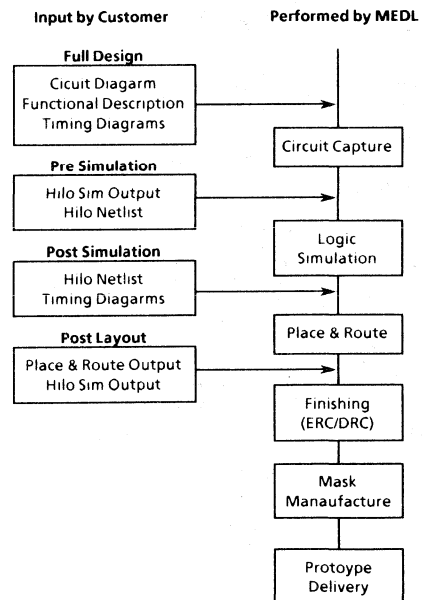 Input by Customer
Performed by MEDL
Full Design
Cicuit Diagarm
Functional Description
Timing Diagrams
Circuit Capture
Pre Simulation
Hilo Sim Output
Hilo Netlist
Logic
Simulation
Post Simulation
Hilo Netlist
Timing Diagarms
Place & Route
Post Layout
Place & Route Output
Hilo Sim Output
Finishing
(ERC/DRC)
Mask
Manaufacture
Protoype
Delivery